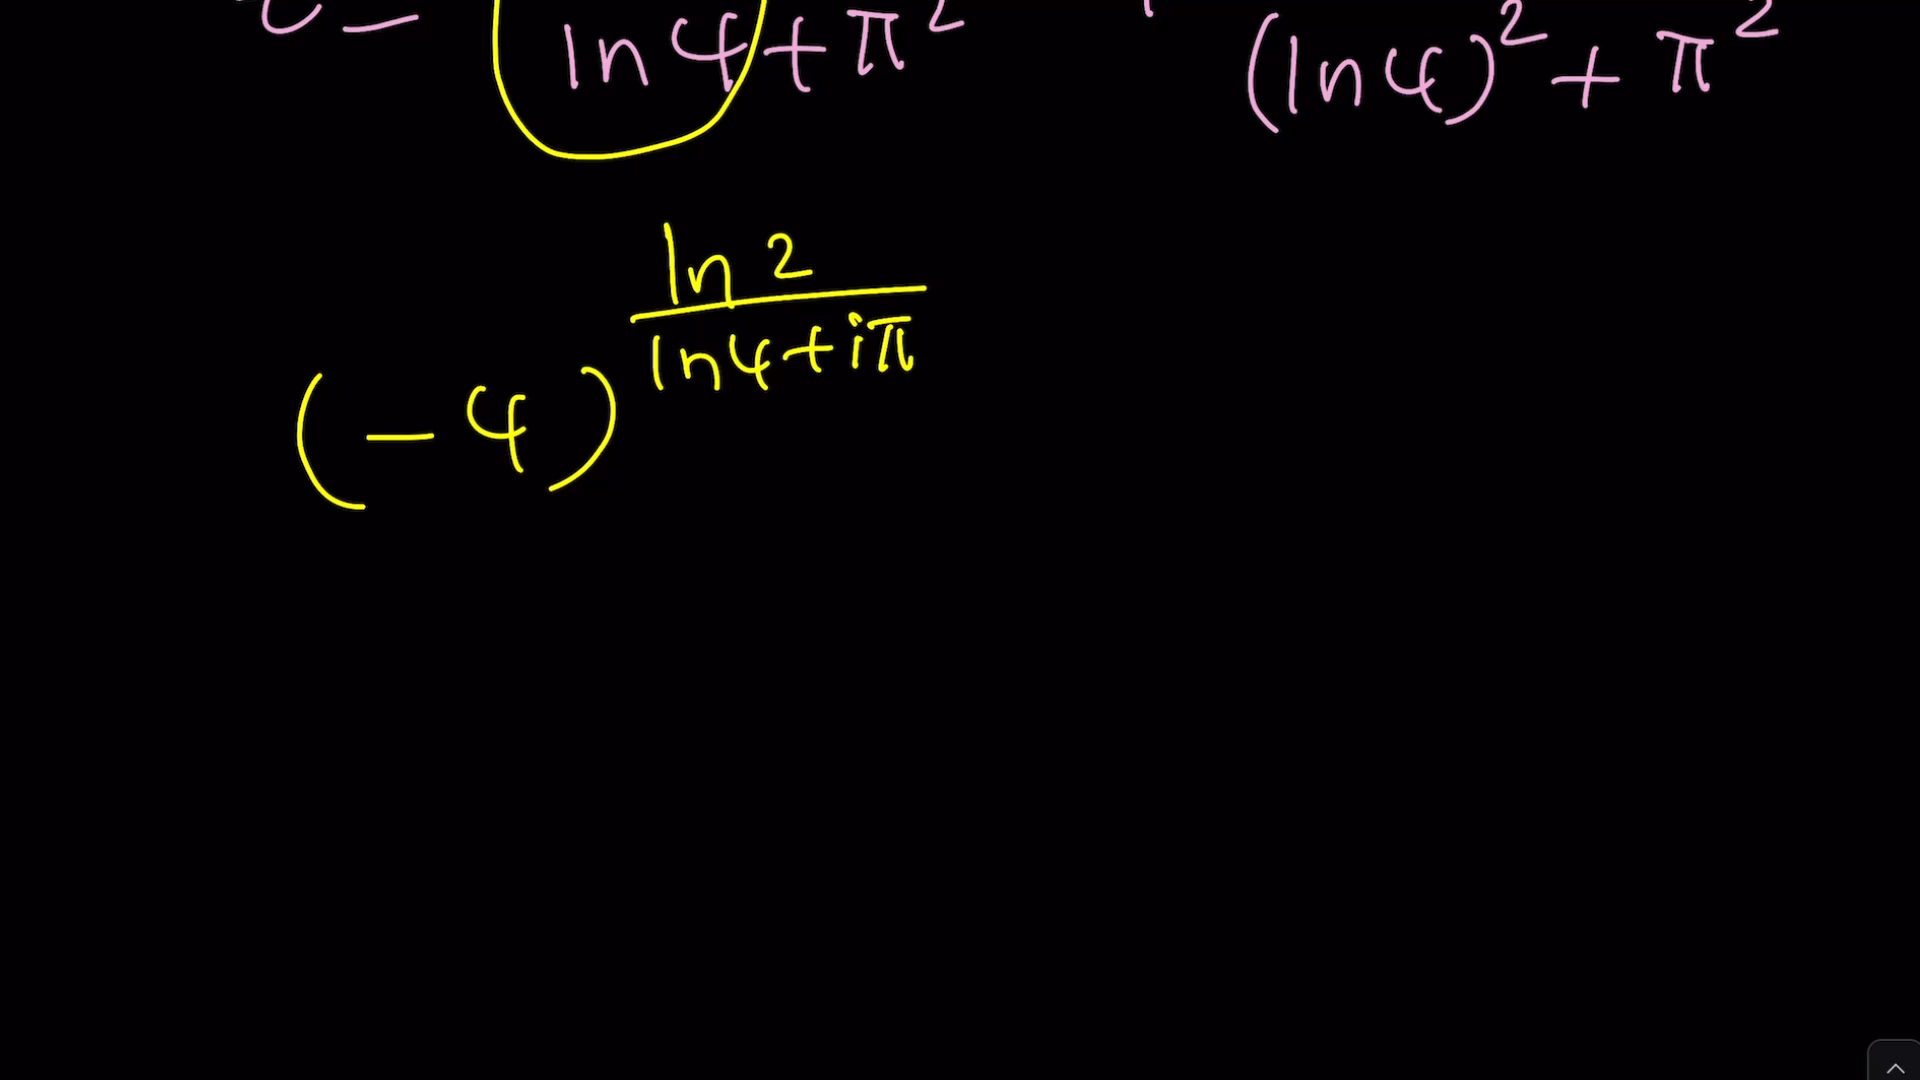 ln4 + π² (ln4)² + π²
ln 2
ln4 + iπ
(-4)